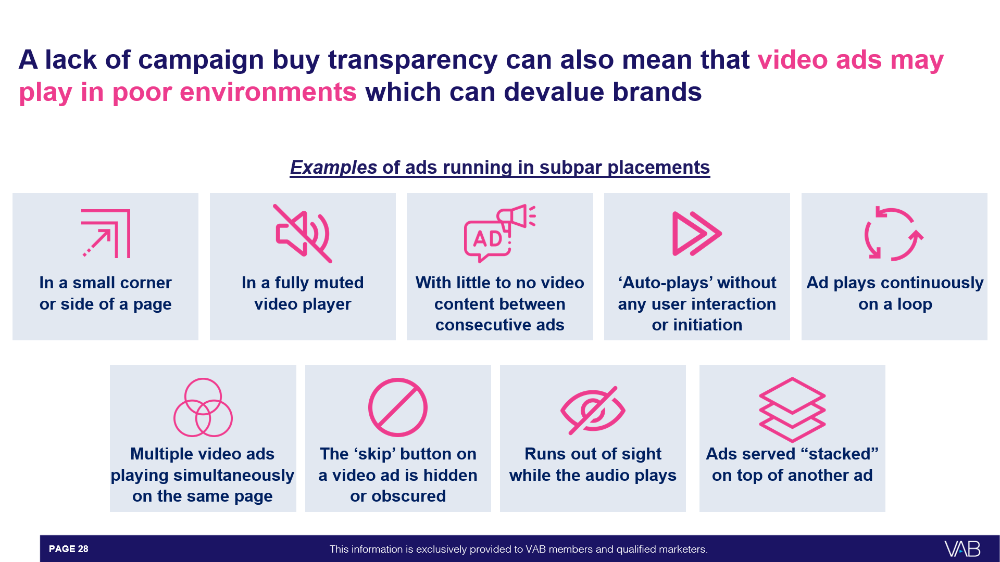 A lack of campaign buy transparency can also mean that video ads may
play in poor environments which can devalue brands
Examples of ads running in subpar placements
In a small corner
or side of a page
In a fully muted
video player
AD
With little to no video
content between
consecutive ads
‘Auto-plays’ without
any user interaction
or initiation
Ad plays continuously
on a loop
Multiple video ads
playing simultaneously
on the same page
The ‘skip’ button on
a video ad is hidden
or obscured
Runs out of sight
while the audio plays
Ads served “stacked”
on top of another ad
PAGE 28
This information is exclusively provided to VAB members and qualified marketers.
VAB